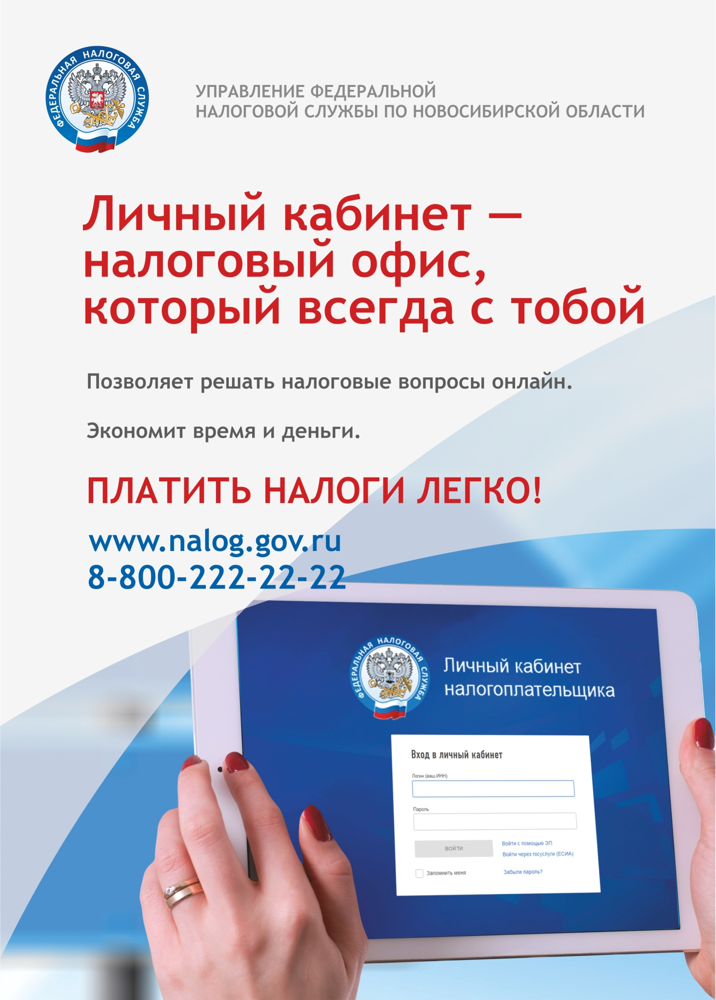 ФЕДЕРАЛЬНАЯ НАЛОГОВАЯ СЛУЖБА
УПРАВЛЕНИЕ ФЕДЕРАЛЬНОЙ
НАЛОГОВОЙ СЛУЖБЫ ПО НОВОСИБИРСКОЙ ОБЛАСТИ
Личный кабинет —
налоговый офис,
который всегда с тобой
Позволяет решать налоговые вопросы онлайн.
Экономит время и деньги.
ПЛАТИТЬ НАЛОГИ ЛЕГКО!
www.nalog.gov.ru
8-800-222-22-22
ФЕДЕРАЛЬНАЯ НАЛОГОВАЯ СЛУЖБА
Личный кабинет
налогоплательщика
Вход в личный кабинет
Логин (ваш ИНН)
Пароль
ВОЙТИ
Войти с помощью ЭП
Войти через госуслуги (ЕСИА)
Запомнить меня
Забыли пароль?